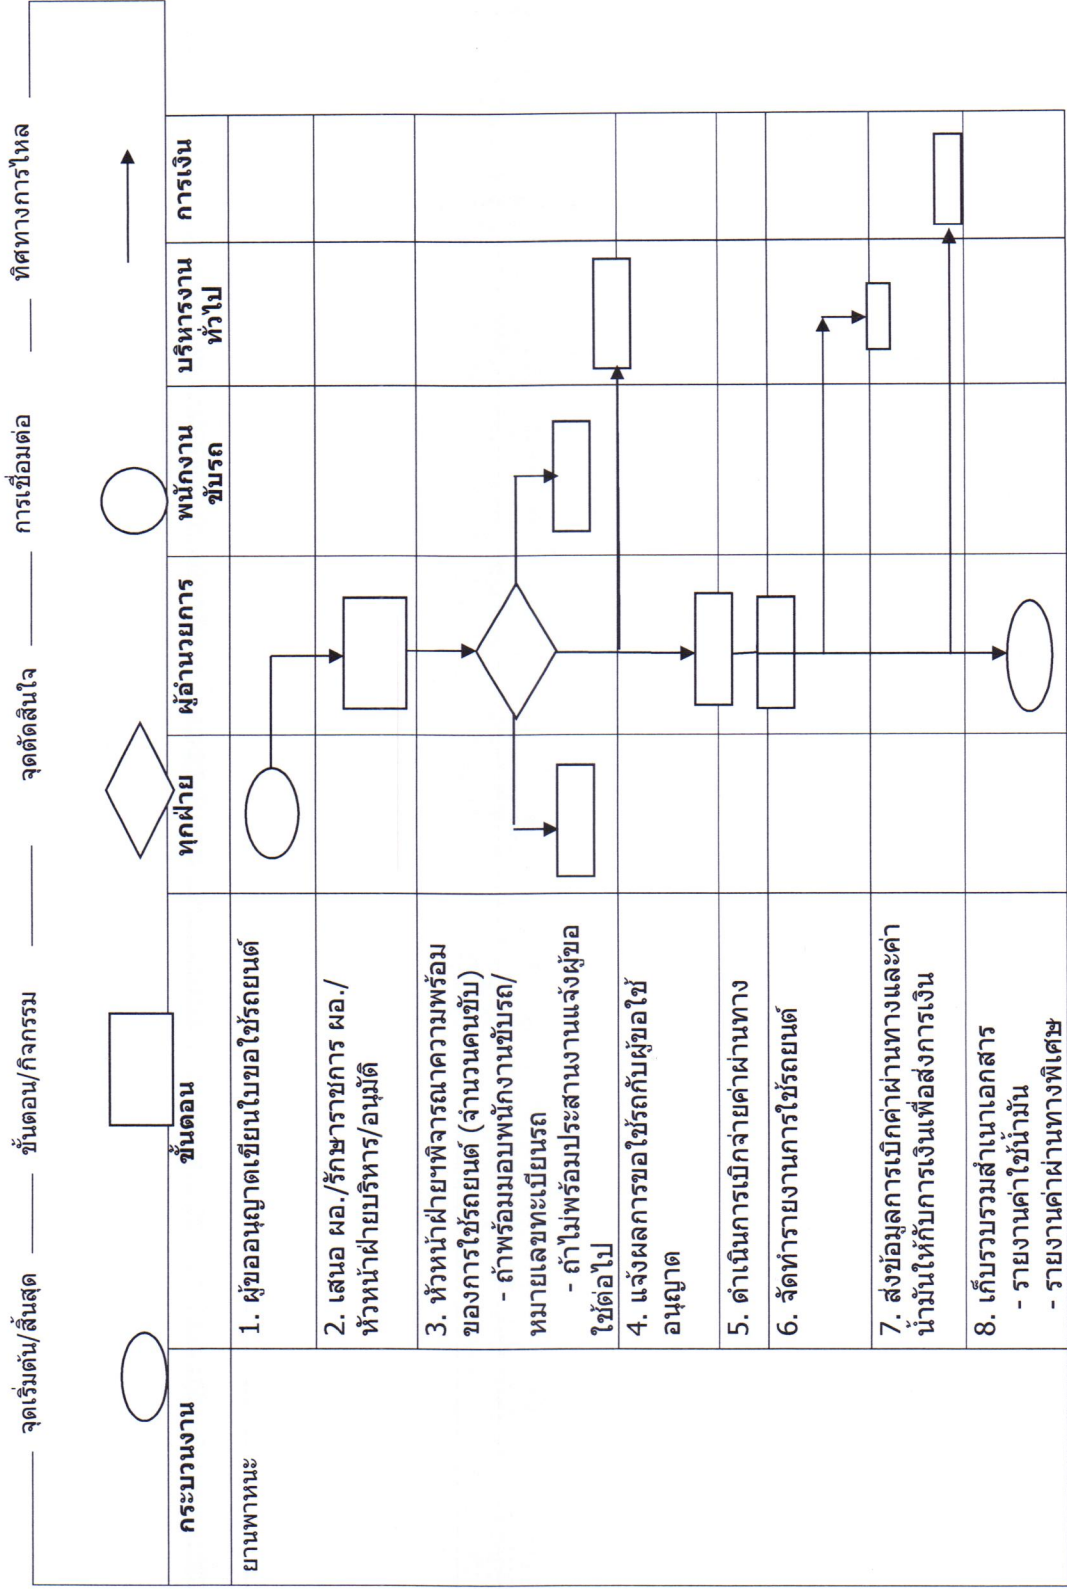 จุดเริ่มต้น/สิ้นสุด ขั้นตอน/กิจกรรม จุดตัดสินใจ การเชื่อมต่อ ทิศทางการไหล
กระบวนงาน ขั้นตอน ทุกฝ่าย ผู้อำนวยการ พนักงาน บริหารงาน การเงิน
ขับรถ ทั่วไป
ยานพาหนะ
1. ผู้ขออนุญาตเขียนใบขอใช้รถยนต์
2. เสนอ ผอ./รักษาราชการ ผอ./
หัวหน้าฝ่ายบริหาร/อนุมัติ
3. หัวหน้าฝ่ายฯพิจารณาความพร้อม
ของการใช้รถยนต์ (จำนวนคนขับ)
- ถ้าพร้อมมอบพนักงานขับรถ/
หมายเลขทะเบียนรถ
- ถ้าไม่พร้อมประสานงานแจ้งผู้ขอ
ใช้ต่อไป
4. แจ้งผลการขอใช้รถกับผู้ขอใช้
อนุญาต
5. ดำเนินการเบิกจ่ายค่าผ่านทาง
6. จัดทำรายงานการใช้รถยนต์
7. ส่งข้อมูลการเบิกค่าผ่านทางและค่า
น้ำมันให้กับการเงินเพื่อส่งการเงิน
8. เก็บรวบรวมสำเนาเอกสาร
- รายงานค่าใช้น้ำมัน
- รายงานค่าผ่านทางพิเศษ